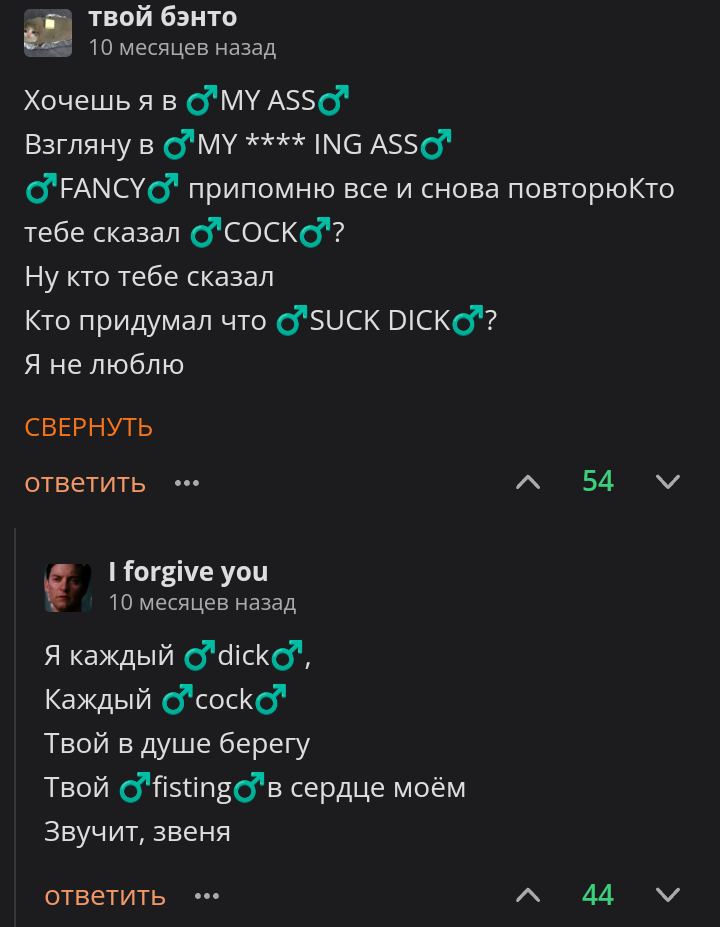 твой бэнто
10 месяцев назад
Хочешь я в ♂MY ASS♂
Взгляну в ♂MY **** ING ASS♂
♂FANCY♂ припомню все и снова повторюКто
тебе сказал ♂COCK♂?
Ну кто тебе сказал
Кто придумал что ♂SUCK DICK♂?
Я не люблю
СВЕРНУТЬ
ответить ••• 54
I forgive you
10 месяцев назад
Я каждый ♂dick♂,
Каждый ♂cock♂
Твой в душе берегу
Твой ♂fisting♂в сердце моём
Звучит, звеня
ответить ••• 44